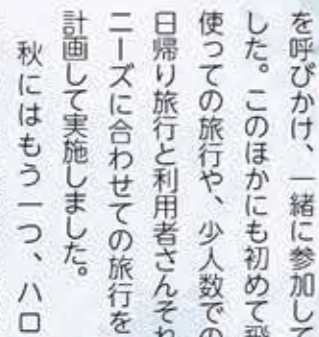 を呼びかけ、一緒に参加して
した。このほかにも初めて飛
使っての旅行や、少人数での
日帰り旅行と利用者さんそれ
ニーズに合わせての旅行を
計画して実施しました。
秋にはもう一つ、ハロ